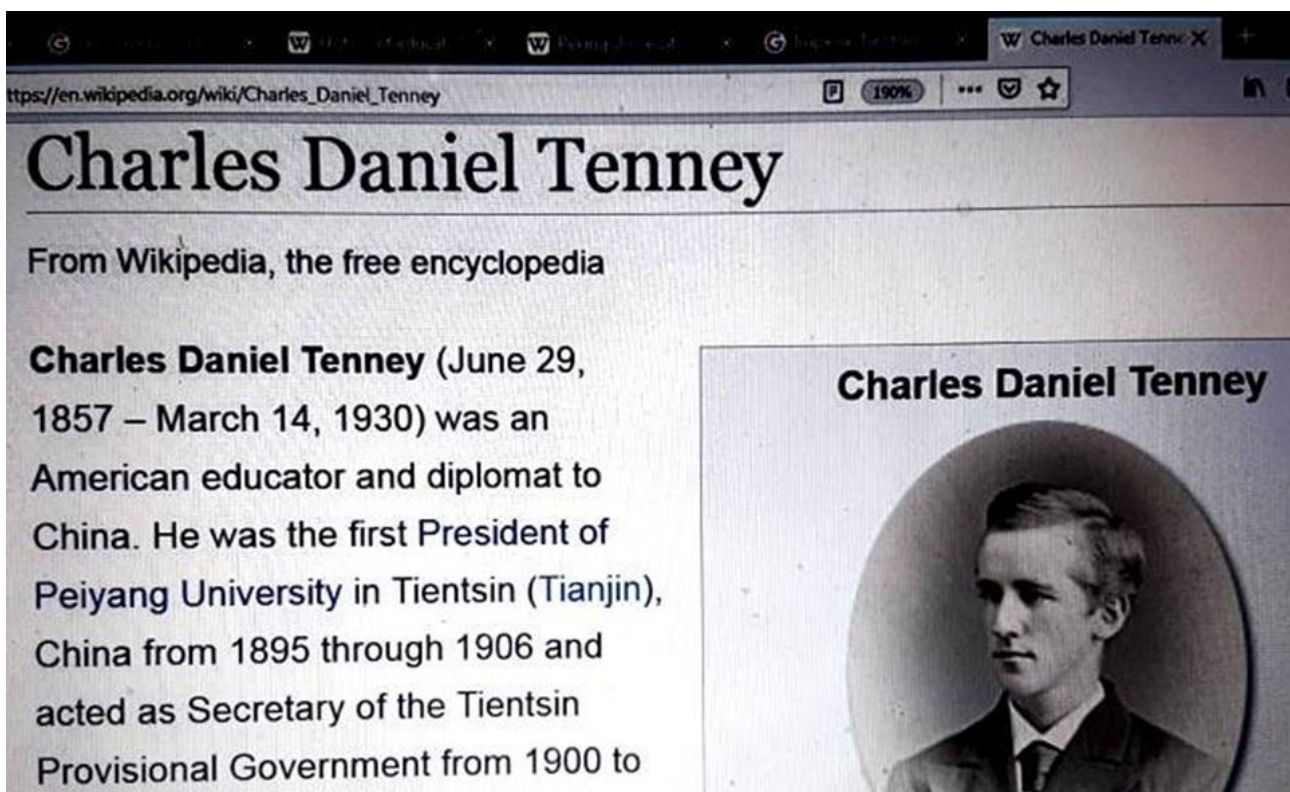 Charles Daniel Tenne
ttps://en.wikipedia.org/wiki/Charles_Daniel_Tenney
190%
Charles Daniel Tenney
From Wikipedia, the free encyclopedia
Charles Daniel Tenney (June 29,
1857 – March 14, 1930) was an
American educator and diplomat to
China. He was the first President of
Peiyang University in Tientsin (Tianjin),
China from 1895 through 1906 and
acted as Secretary of the Tientsin
Provisional Government from 1900 to
Charles Daniel Tenney